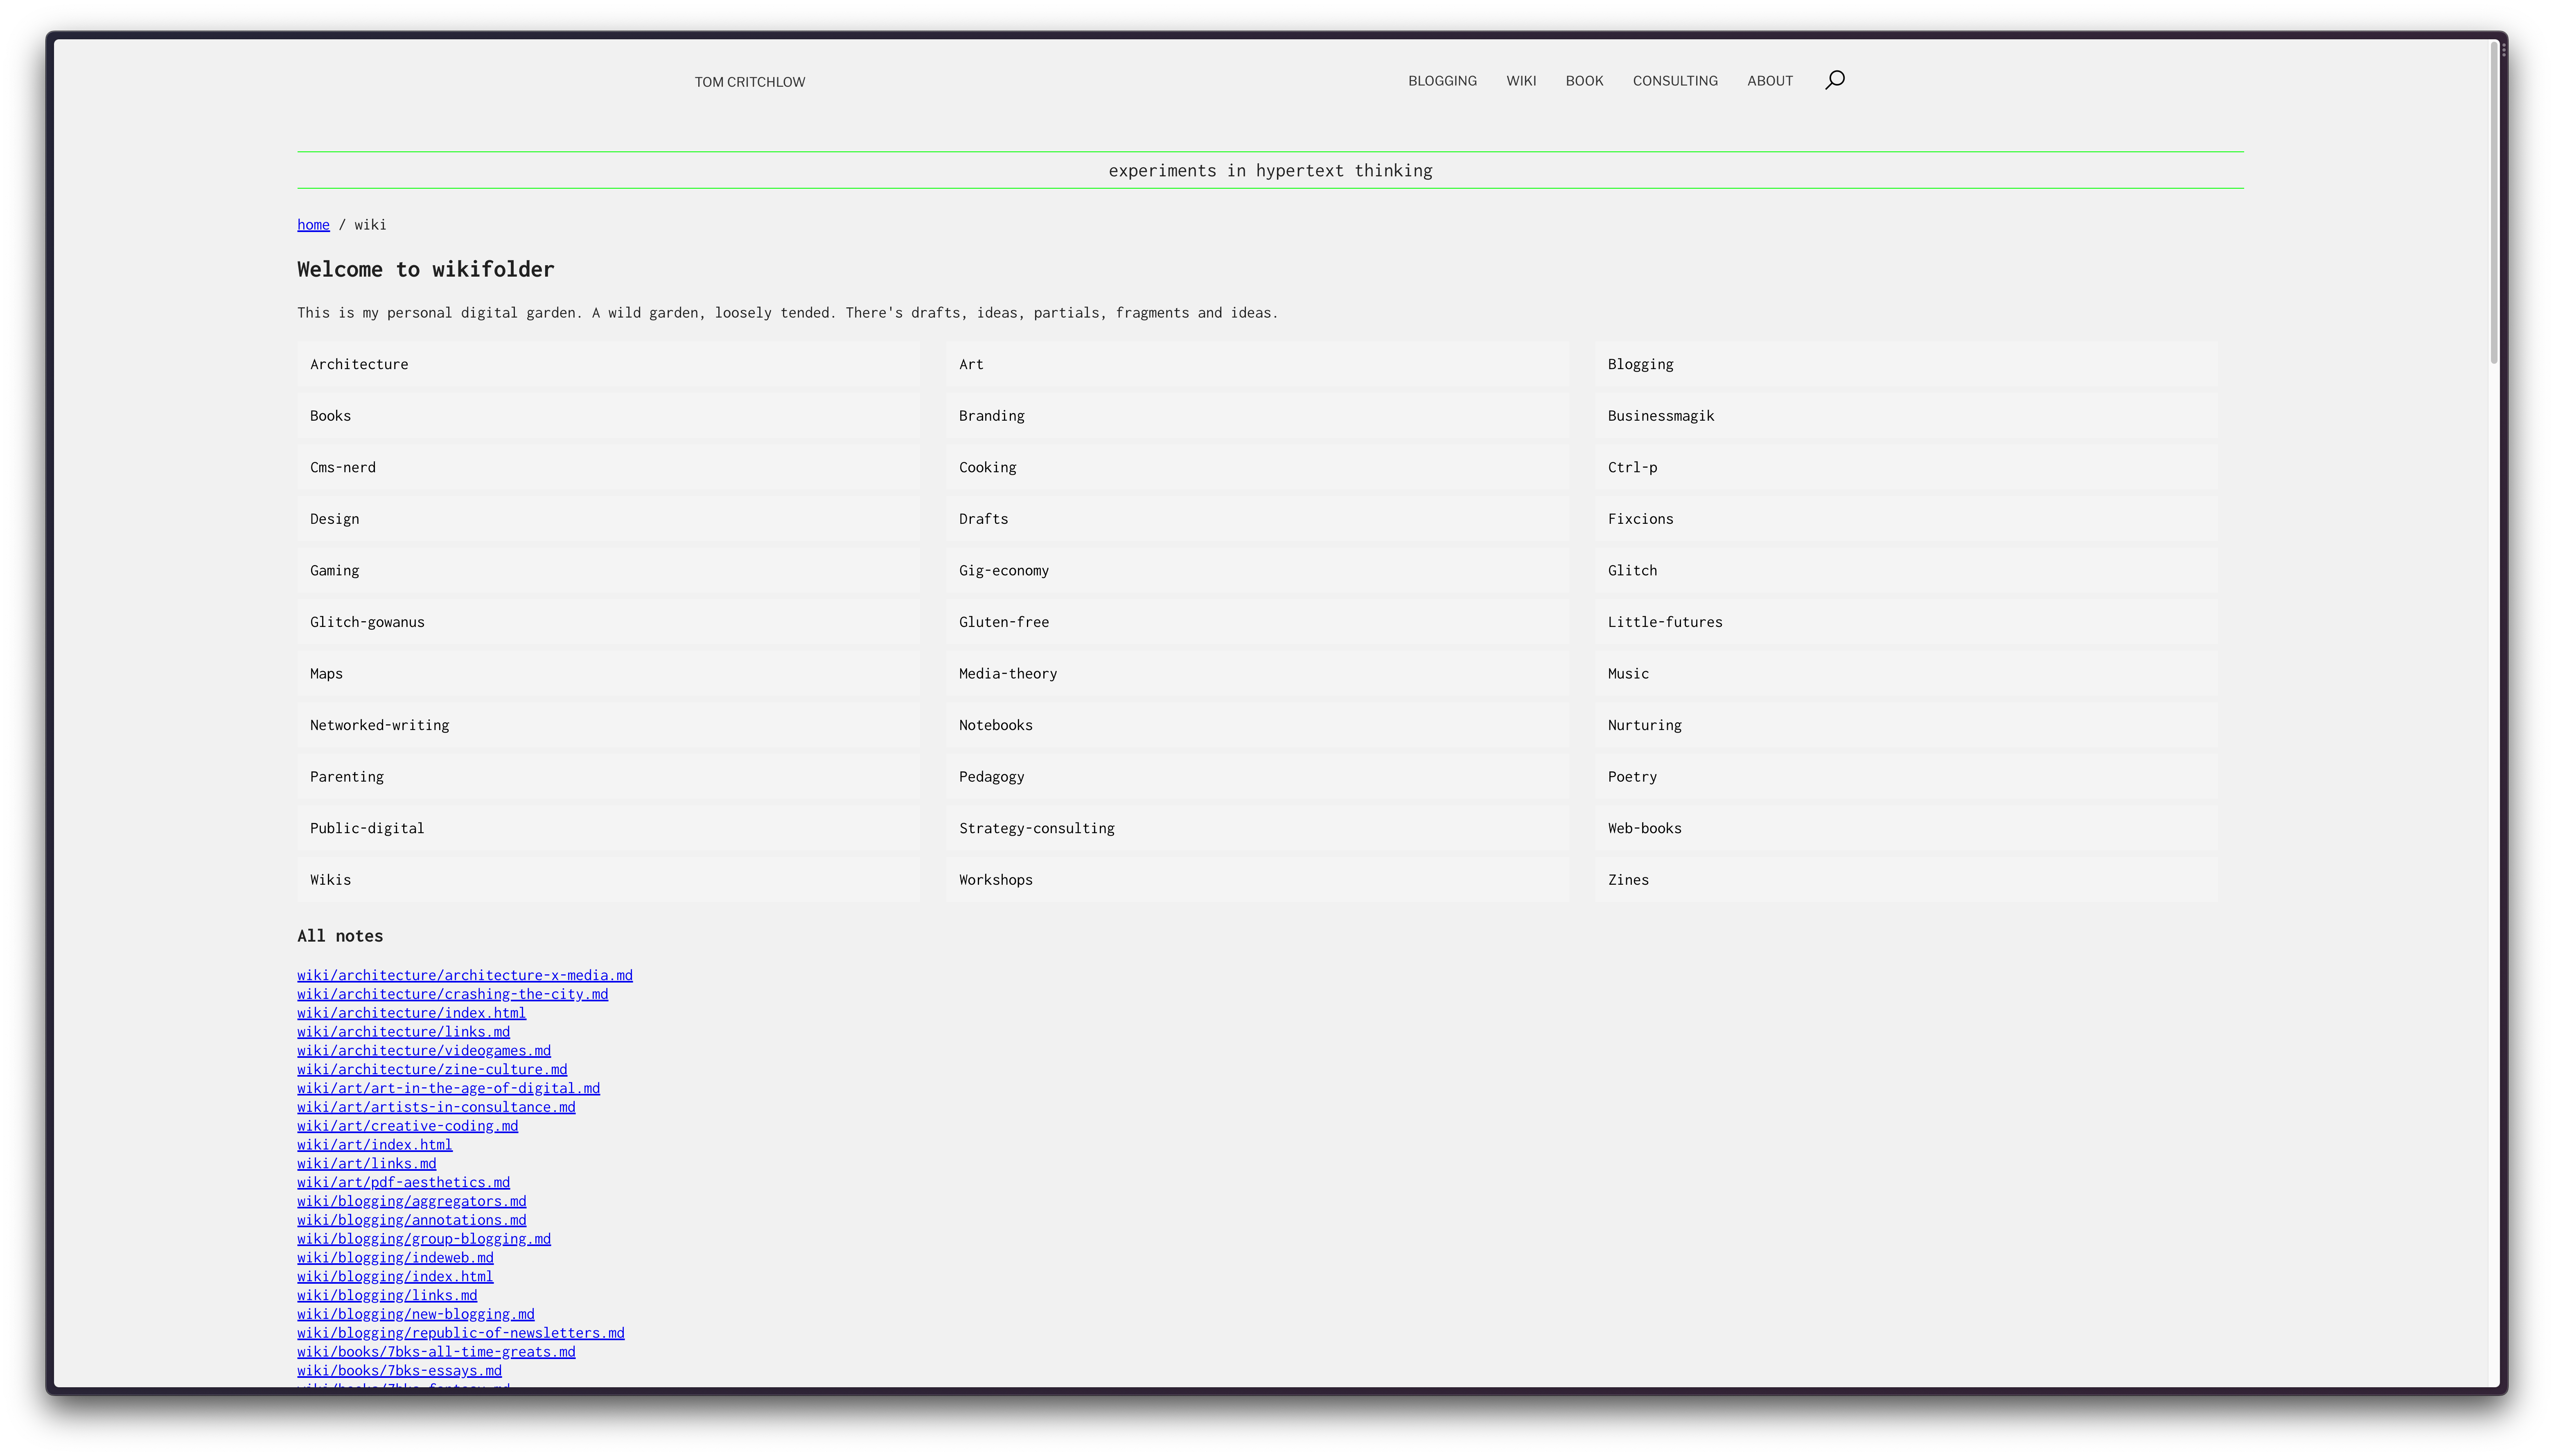 TOM CRITCHLOW
BLOGGING WIKI BOOK CONSULTING ABOUT
experiments in hypertext thinking
home / wiki
Welcome to wikifolder
This is my personal digital garden. A wild garden, loosely tended. There's drafts, ideas, partials, fragments and ideas.
Architecture Art Blogging
Books Branding Businessmagik
Cms-nerd Cooking Ctrl-p
Design Drafts Fixcions
Gaming Gig-economy Glitch
Glitch-gowanus Gluten-free Little-futures
Maps Media-theory Music
Networked-writing Notebooks Nurturing
Parenting Pedagogy Poetry
Public-digital Strategy-consulting Web-books
Wikis Workshops Zines
All notes
wiki/architecture/architecture-x-media.md
wiki/architecture/crashing-the-city.md
wiki/architecture/index.html
wiki/architecture/links.md
wiki/architecture/videogames.md
wiki/architecture/zine-culture.md
wiki/art/art-in-the-age-of-digital.md
wiki/art/artists-in-consultance.md
wiki/art/creative-coding.md
wiki/art/index.html
wiki/art/links.md
wiki/art/pdf-aesthetics.md
wiki/blogging/aggregators.md
wiki/blogging/annotations.md
wiki/blogging/group-blogging.md
wiki/blogging/indeweb.md
wiki/blogging/index.html
wiki/blogging/links.md
wiki/blogging/new-blogging.md
wiki/blogging/republic-of-newsletters.md
wiki/books/7bks-all-time-greats.md
wiki/books/7bks-essays.md